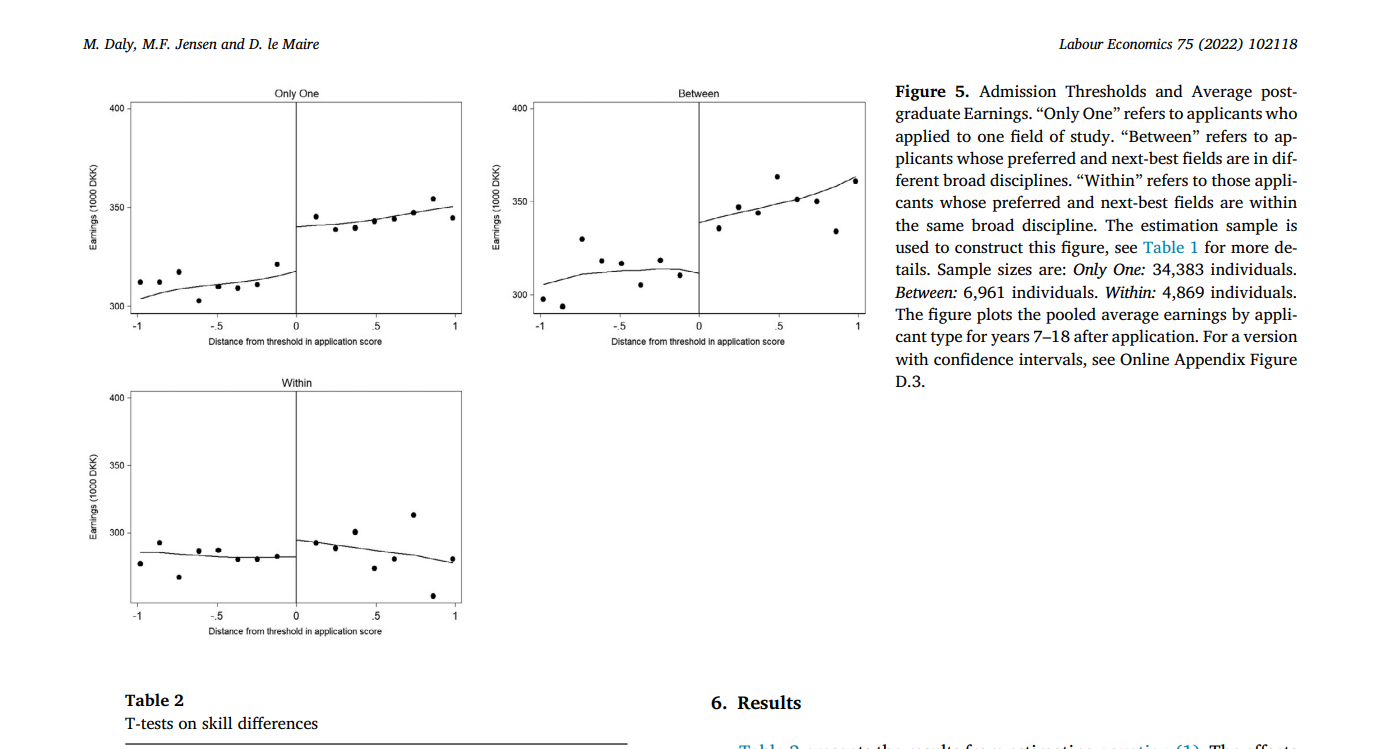 M. Daly, M.F. Jensen and D. le Maire
Labour Economics 75 (2022) 102118
Only One
400
350
300
Earnings (1000 DKK)
-1
-.5
0
.5
1
Distance from threshold in application score
Between
400
350
300
Earnings (1000 DKK)
-1
-.5
0
.5
1
Distance from threshold in application score
Within
400
350
300
Earnings (1000 DKK)
-1
-.5
0
.5
1
Distance from threshold in application score
Figure 5. Admission Thresholds and Average post-
graduate Earnings. “Only One” refers to applicants who
applied to one field of study. “Between” refers to ap-
plicants whose preferred and next-best fields are in dif-
ferent broad disciplines. “Within” refers to those appli-
cants whose preferred and next-best fields are within
the same broad discipline. The estimation sample is
used to construct this figure, see Table 1 for more de-
tails. Sample sizes are: Only One: 34,383 individuals.
Between: 6,961 individuals. Within: 4,869 individuals.
The figure plots the pooled average earnings by appli-
cant type for years 7–18 after application. For a version
with confidence intervals, see Online Appendix Figure
D.3.
Table 2
T-tests on skill differences
6. Results
presents the results from estimating equation (1). The effects